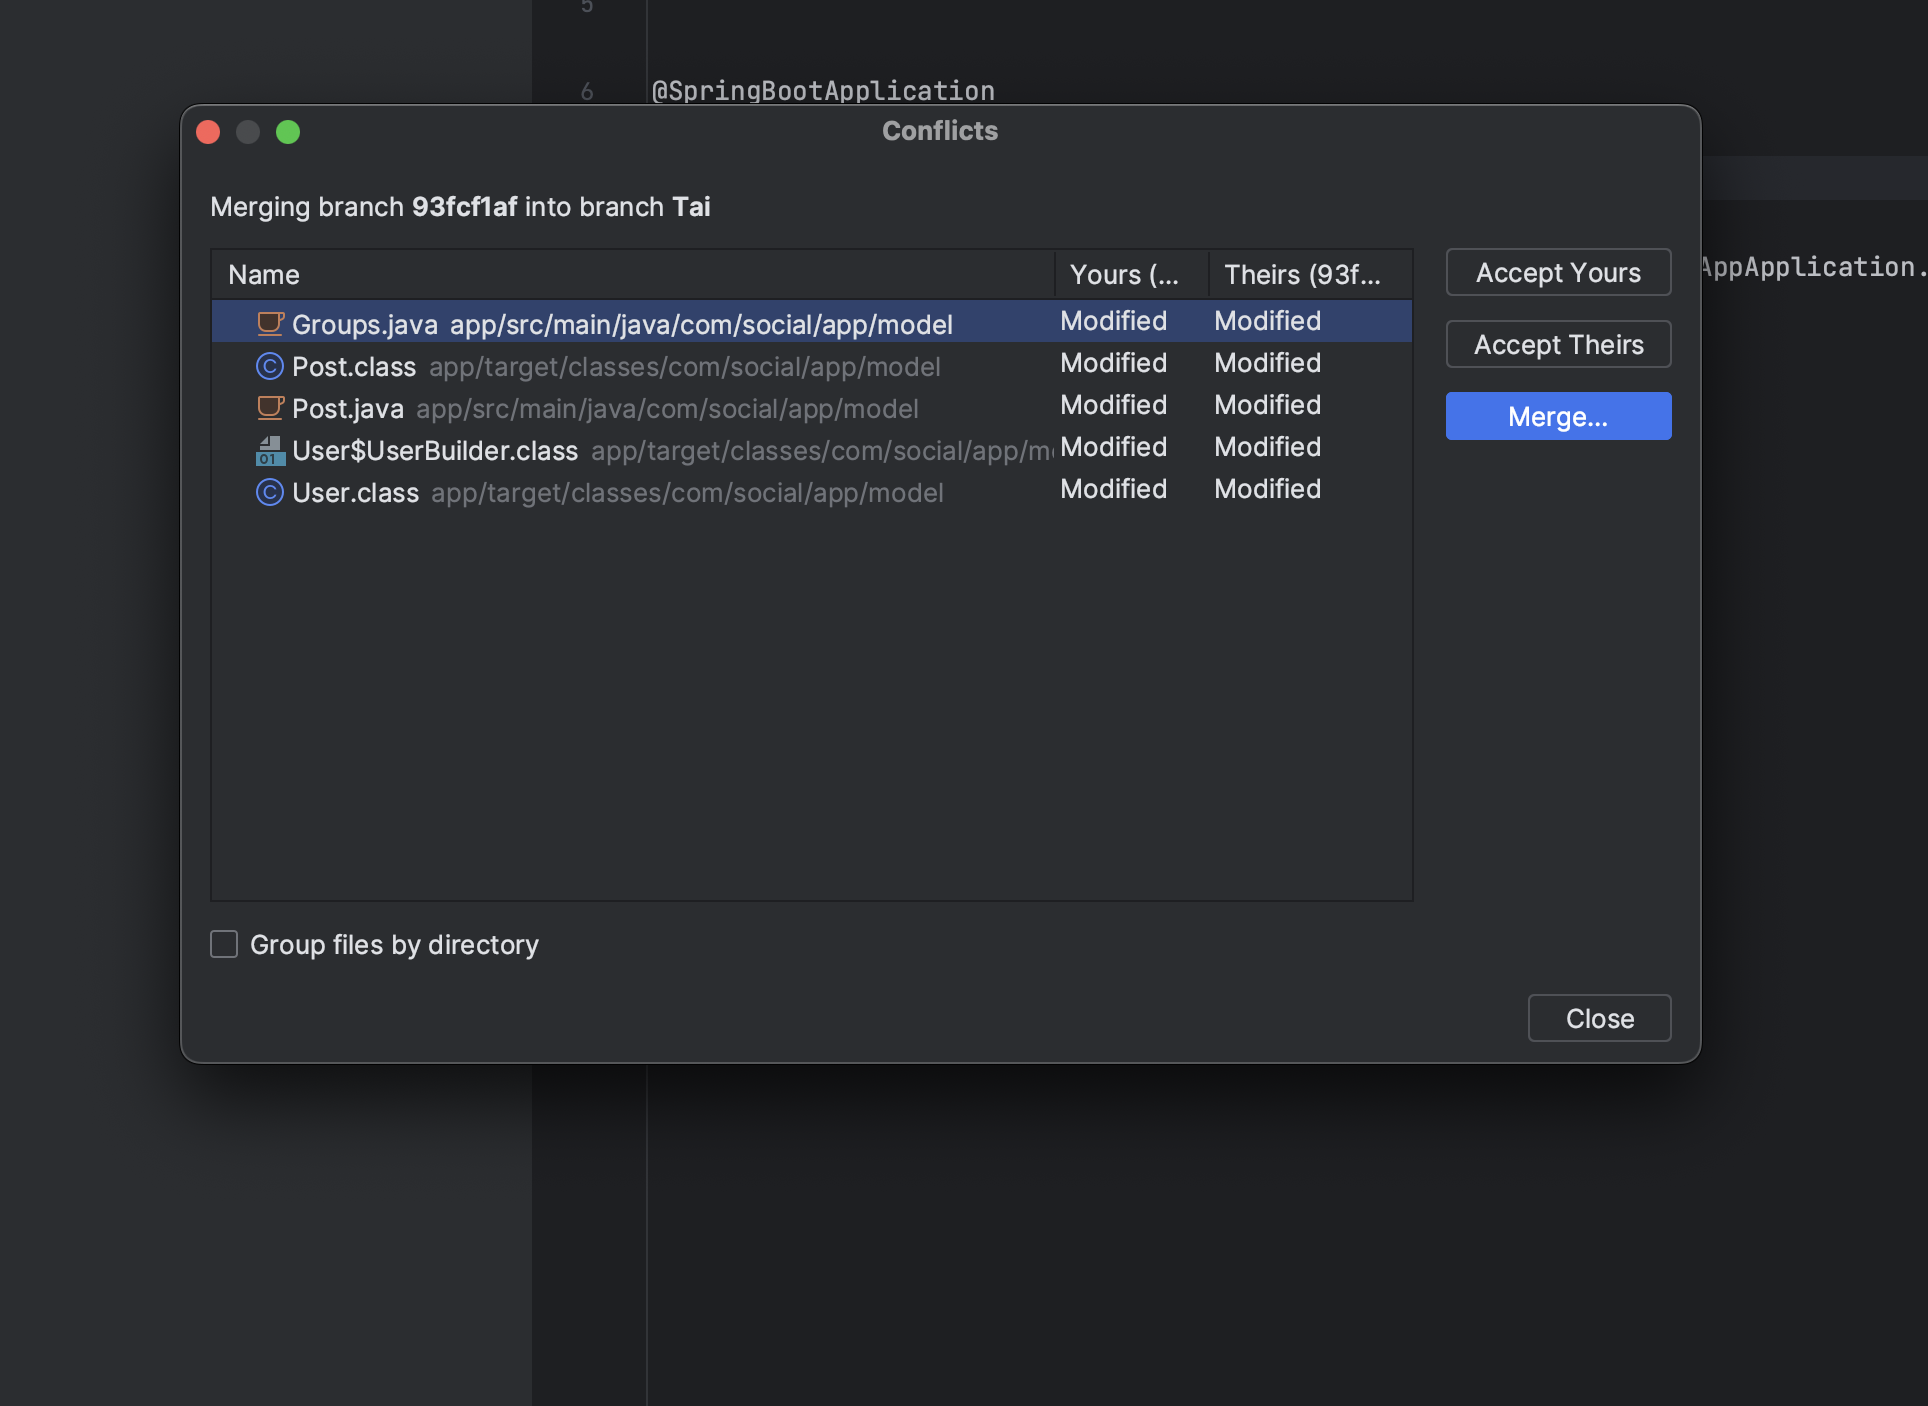 5
6 @SpringBootApplication
Conflicts
Merging branch 93fcf1af into branch Tai
Name Yours (... Theirs (93f...
Groups.java app/src/main/java/com/social/app/model Modified Modified
Post.class app/target/classes/com/social/app/model Modified Modified
Post.java app/src/main/java/com/social/app/model Modified Modified
User$UserBuilder.class app/target/classes/com/social/app/m Modified Modified
User.class app/target/classes/com/social/app/model Modified Modified
Accept Yours
Accept Theirs
Merge...
AppApplication.
Group files by directory
Close